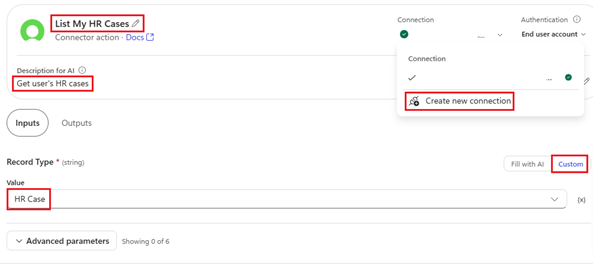 List My HR Cases
Connector action · Docs
Connection
Authentication
End user account
Description for AI
Get user's HR cases
Connection
...
Create new connection
Inputs
Outputs
Record Type * (string)
Fill with AI
Custom
Value
HR Case
{x}
Advanced parameters
Showing 0 of 6